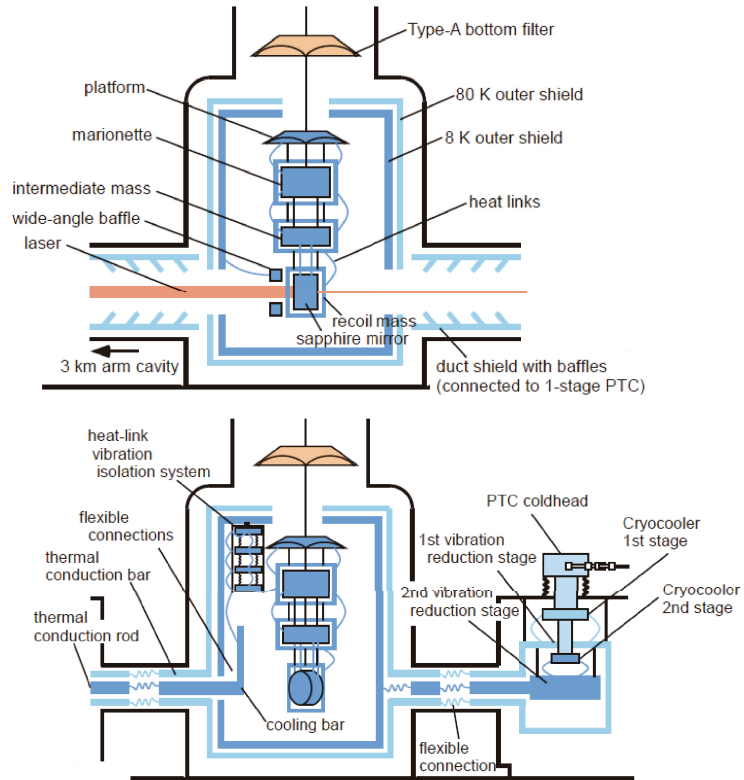 Type-A bottom filter
platform
80 K outer shield
marionette
8 K outer shield
intermediate mass
heat links
wide-angle baffle
laser
recoil mass
sapphire mirror
3 km arm cavity
duct shield with baffles
(connected to 1-stage PTC)
heat-link
vibration
isolation system
PTC coldhead
flexible
connections
1st vibration
reduction stage
Cryocooler
1st stage
thermal
conduction bar
2nd vibration
reduction stage
Cryocooler
2nd stage
thermal
conduction rod
cooling bar
flexible
connection